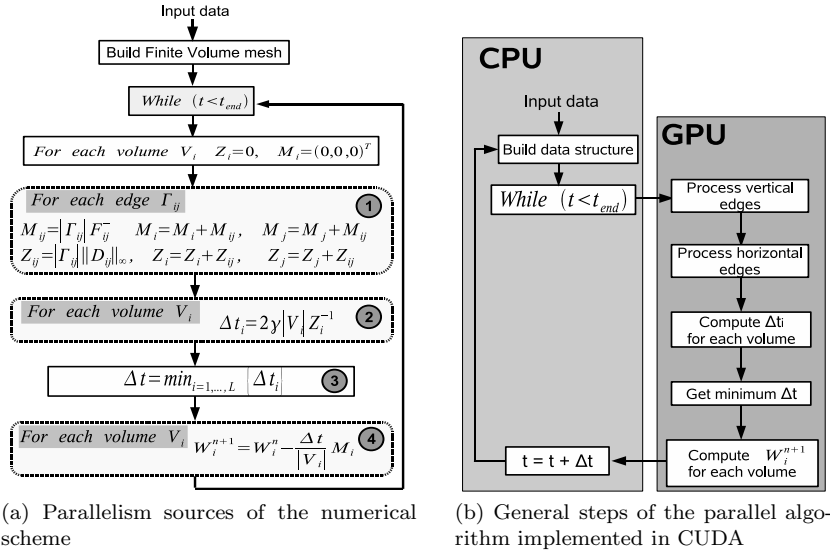 Input data
Build Finite Volume mesh
While (t<t_end)
For each volume V_i Z_i=0, M_i=(0,0,0)^T
For each edge Γ_ij
1
M_ij=|Γ_ij| F_ij^- M_i=M_i+M_ij, M_j=M_j+M_ij
Z_ij=|Γ_ij| ||D_ij||_∞, Z_i=Z_i+Z_ij, Z_j=Z_j+Z_ij
For each volume V_i
2
Δt_i=2γ|V_i|Z_i^{-1}
Δt=min_{i=1,...,L} {Δt_i}
3
For each volume V_i
4
W_i^{n+1}=W_i^n-Δt/|V_i| M_i
(a) Parallelism sources of the numerical
scheme
CPU
Input data
Build data structure
While (t<t_end)
t = t + Δt
GPU
Process vertical
edges
Process horizontal
edges
Compute Δti
for each volume
Get minimum Δt
Compute W_i^{n+1}
for each volume
(b) General steps of the parallel algo-
rithm implemented in CUDA